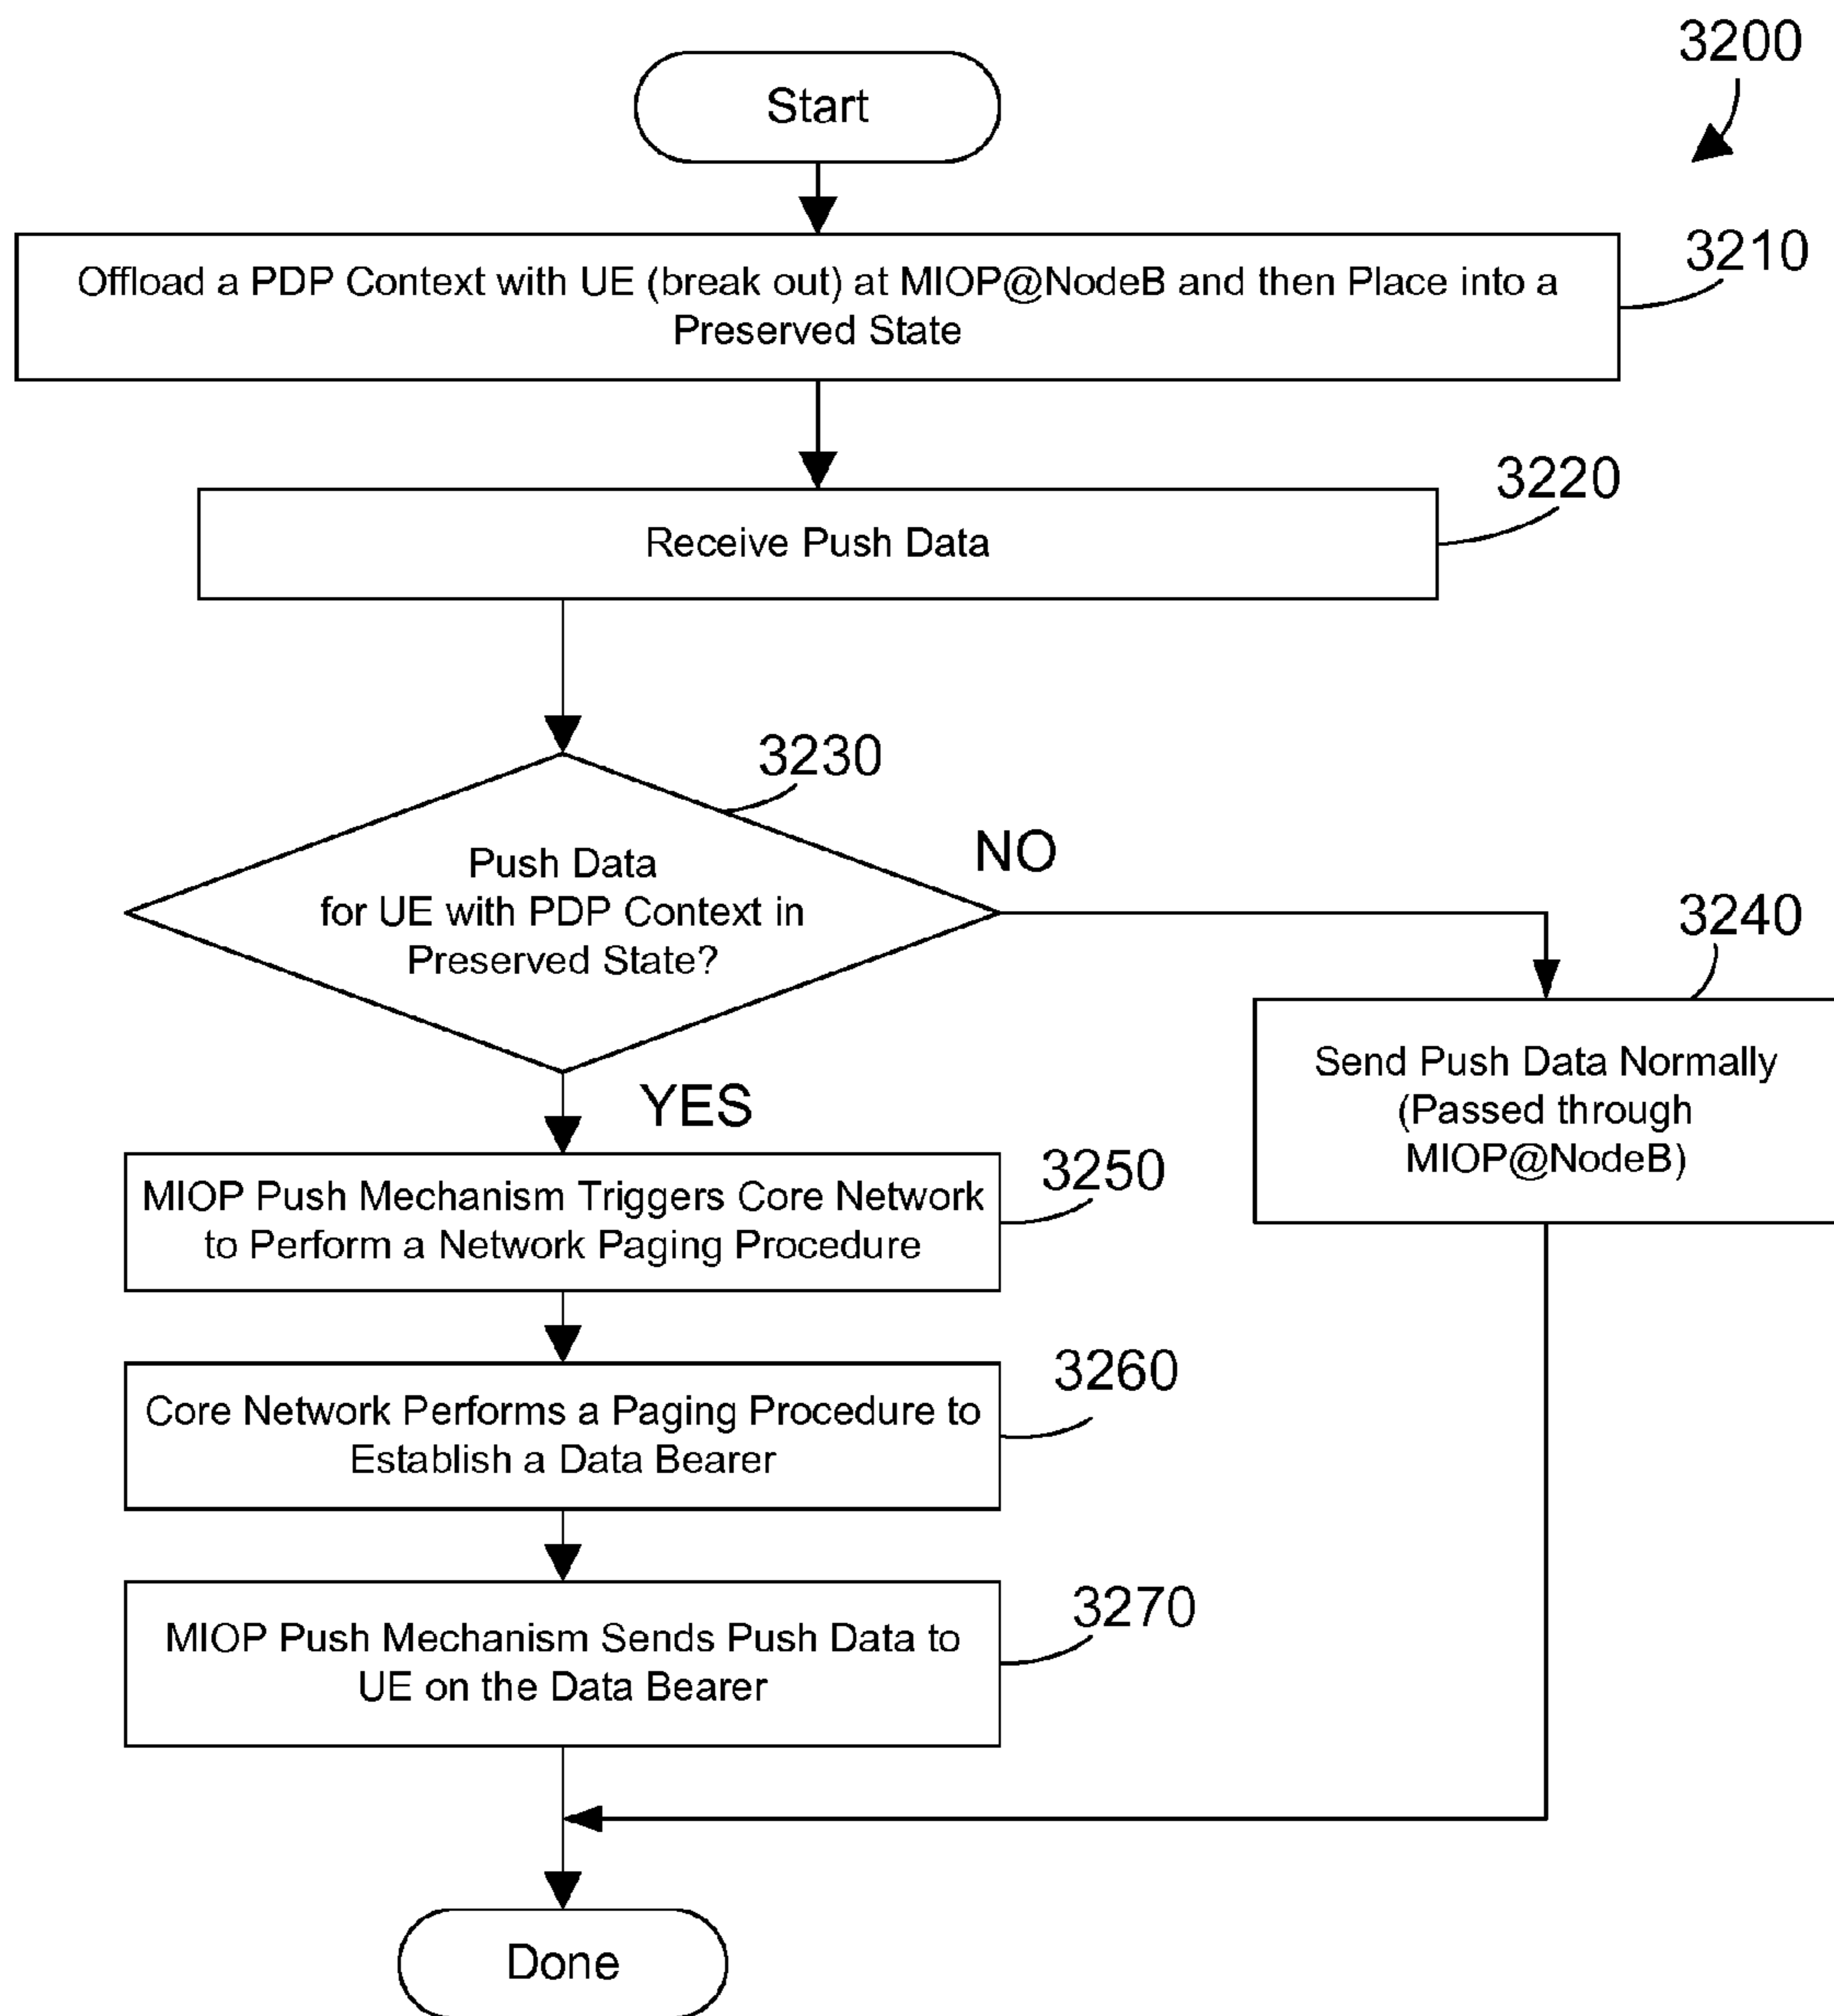 3200
Start
3210
Offload a PDP Context with UE (break out) at MIOP@NodeB and then Place into a
Preserved State
3220
Receive Push Data
3230
Push Data
for UE with PDP Context in
Preserved State?
NO
3240
Send Push Data Normally
(Passed through
MIOP@NodeB)
YES
3250
MIOP Push Mechanism Triggers Core Network
to Perform a Network Paging Procedure
3260
Core Network Performs a Paging Procedure to
Establish a Data Bearer
3270
MIOP Push Mechanism Sends Push Data to
UE on the Data Bearer
Done